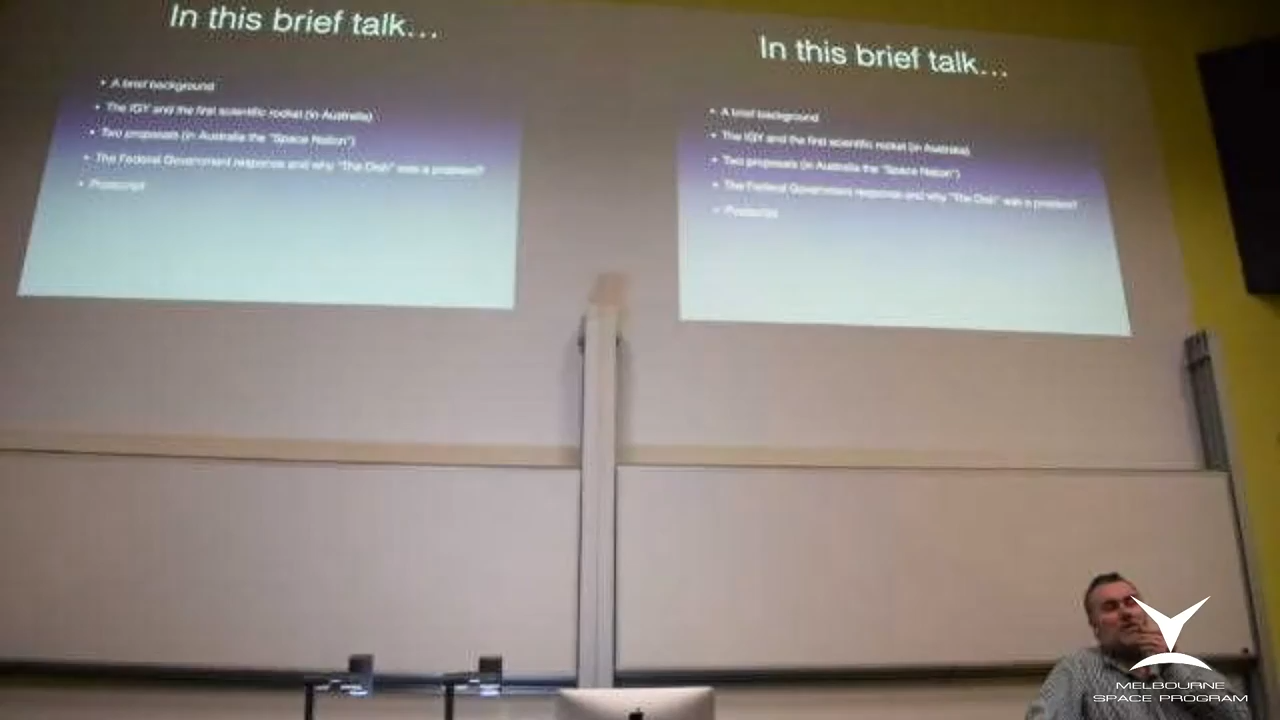 In this brief talk...
• A brief background
• The IGY and the first scientific rocket (in Australia)
• Two proposals (in Australia the "Space Nation")
• The Federal Government response and why "The Dish" was a problem?
• Postscript
In this brief talk...
• A brief background
• The IGY and the first scientific rocket (in Australia)
• Two proposals (in Australia the "Space Nation")
• The Federal Government response and why "The Dish" was a problem?
• Postscript
MELBOURNE
SPACE PROGRAM